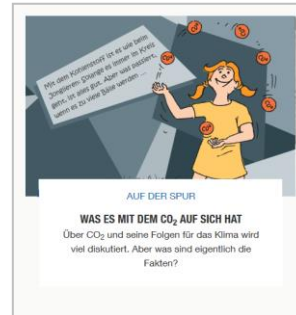 Mit dem Kohlenstoff ist es wie beim
Jonglieren: Solange es immer im Kreis
geht, ist alles gut. Aber was passiert,
wenn es zu viele Bälle werden ...
AUF DER SPUR
WAS ES MIT DEM CO₂ AUF SICH HAT
Über CO₂ und seine Folgen für das Klima wird
viel diskutiert. Aber was sind eigentlich die
Fakten?